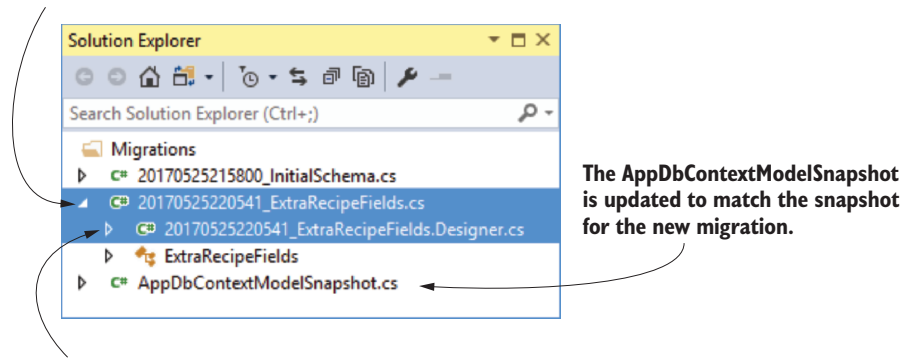 Solution Explorer
Search Solution Explorer (Ctrl+;)
Migrations
C# 20170525215800_InitialSchema.cs
C# 20170525220541_ExtraRecipeFields.cs
C# 20170525220541_ExtraRecipeFields.Designer.cs
ExtraRecipeFields
C# AppDbContextModelSnapshot.cs
The AppDbContextModelSnapshot
is updated to match the snapshot
for the new migration.